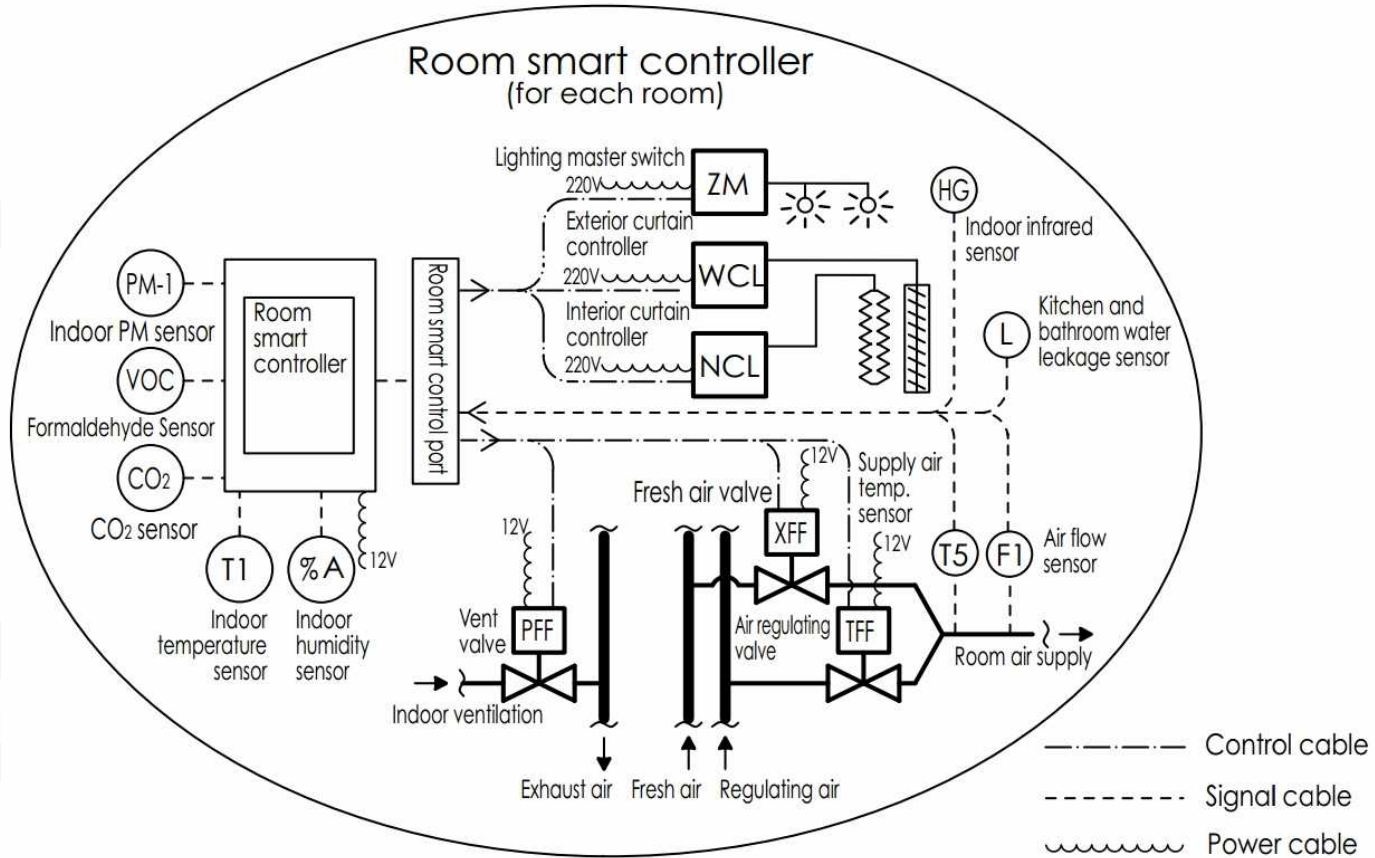 Room smart controller
(for each room)
Lighting master switch
220V
ZM
Exterior curtain
controller
220V
WCL
Interior curtain
controller
220V
NCL
HG
Indoor infrared
sensor
L
Kitchen and
bathroom water
leakage sensor
PM-1
Indoor PM sensor
VOC
Formaldehyde Sensor
CO2
CO2 sensor
Room
smart
controller
Room smart control port
T1
Indoor
temperature
sensor
%A
Indoor
humidity
sensor
12V
12V
Vent
valve
PFF
Indoor ventilation
Fresh air valve
12V
XFF
Supply air
temp.
sensor
12V
Air regulating
valve
TFF
T5
F1
Air flow
sensor
Room air supply
Exhaust air
Fresh air
Regulating air
Control cable
Signal cable
Power cable